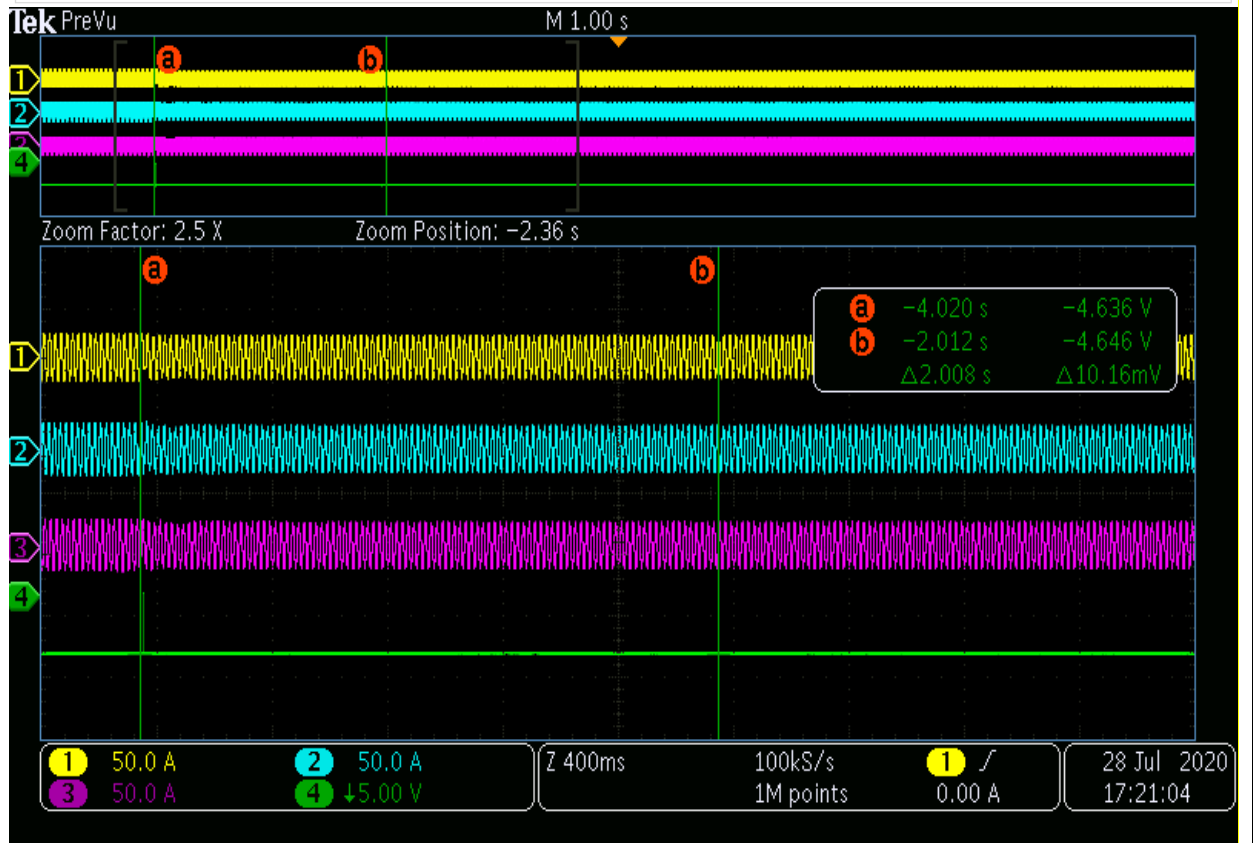 Tek PreVu M 1.00 s
a b
1
2
3
4
Zoom Factor: 2.5 X Zoom Position: −2.36 s
a b
a −4.020 s −4.636 V
b −2.012 s −4.646 V
△2.008 s △10.16mV
1
2
3
4
1 50.0 A 2 50.0 A Z 400ms 100kS/s 1 28 Jul 2020
3 50.0 A 4 ↓5.00 V 1M points 0.00 A 17:21:04